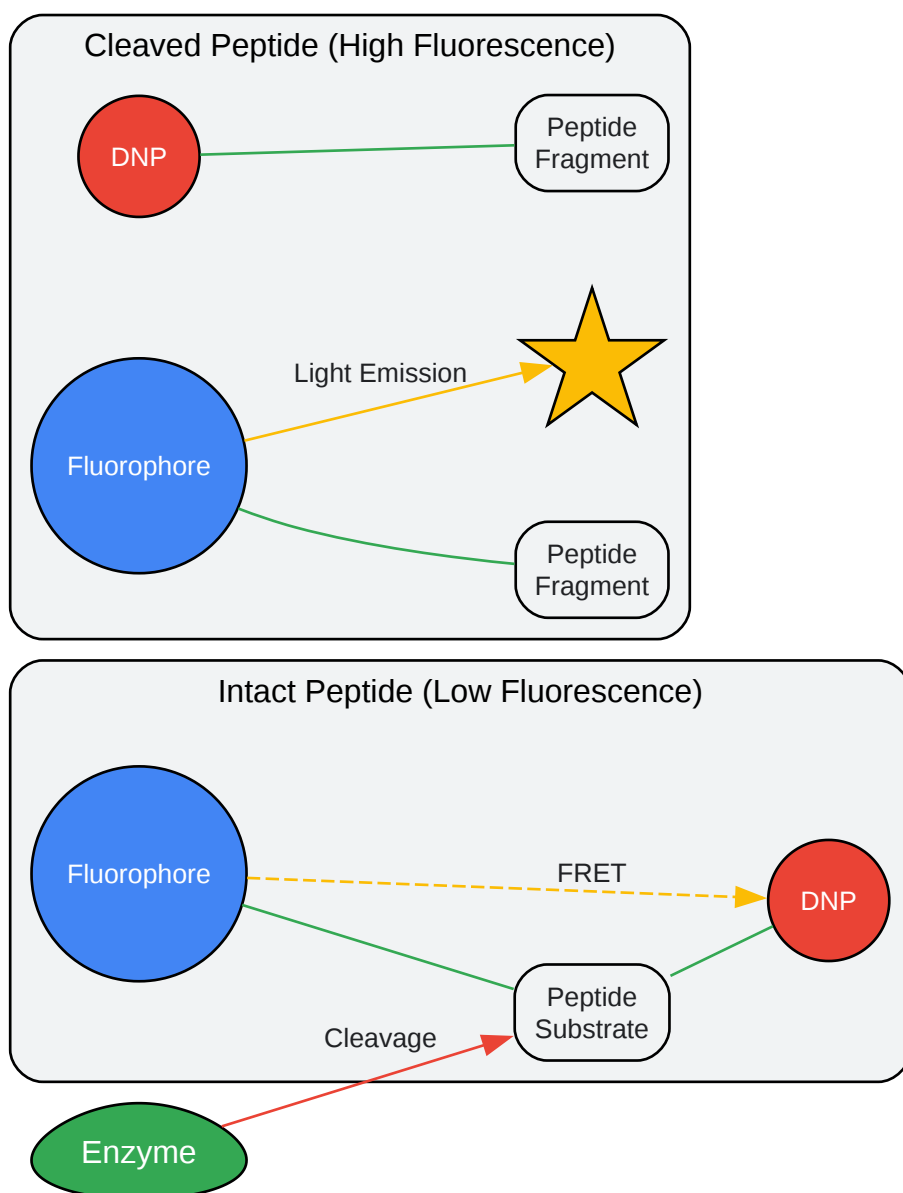 Cleaved Peptide (High Fluorescence)
DNP
Peptide
Fragment
Light Emission
Fluorophore
Peptide
Fragment
Intact Peptide (Low Fluorescence)
Fluorophore
FRET
DNP
Peptide
Substrate
Cleavage
Enzyme